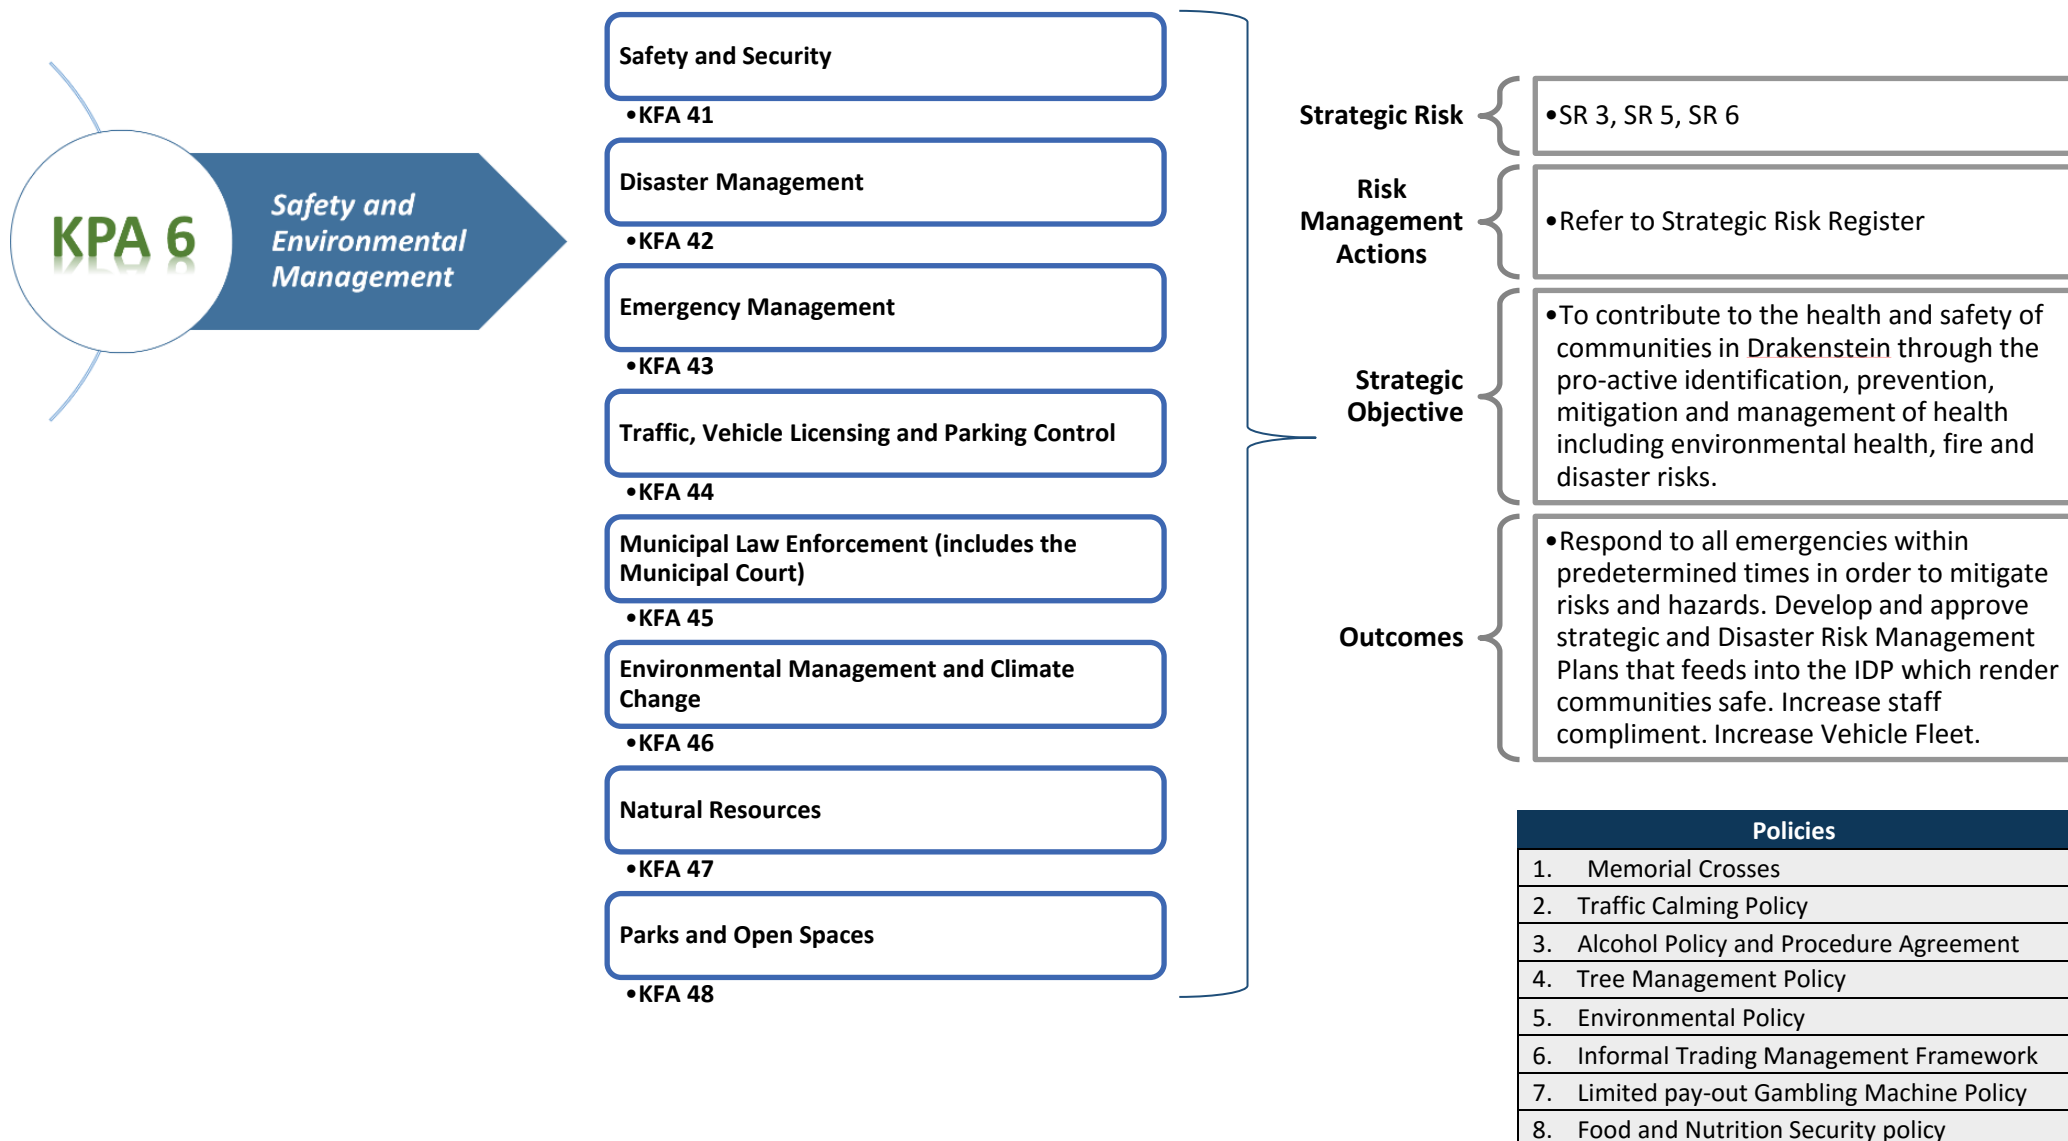 KPA 6
Safety and
Environmental
Management
Safety and Security
•KFA 41
Disaster Management
•KFA 42
Emergency Management
•KFA 43
Traffic, Vehicle Licensing and Parking Control
•KFA 44
Municipal Law Enforcement (includes the
Municipal Court)
•KFA 45
Environmental Management and Climate
Change
•KFA 46
Natural Resources
•KFA 47
Parks and Open Spaces
•KFA 48
Strategic Risk
•SR 3, SR 5, SR 6
Risk
Management
Actions
•Refer to Strategic Risk Register
Strategic
Objective
•To contribute to the health and safety of
communities in Drakenstein through the
pro-active identification, prevention,
mitigation and management of health
including environmental health, fire and
disaster risks.
Outcomes
•Respond to all emergencies within
predetermined times in order to mitigate
risks and hazards. Develop and approve
strategic and Disaster Risk Management
Plans that feeds into the IDP which render
communities safe. Increase staff
compliment. Increase Vehicle Fleet.
Policies
1. Memorial Crosses
2. Traffic Calming Policy
3. Alcohol Policy and Procedure Agreement
4. Tree Management Policy
5. Environmental Policy
6. Informal Trading Management Framework
7. Limited pay-out Gambling Machine Policy
8. Food and Nutrition Security policy